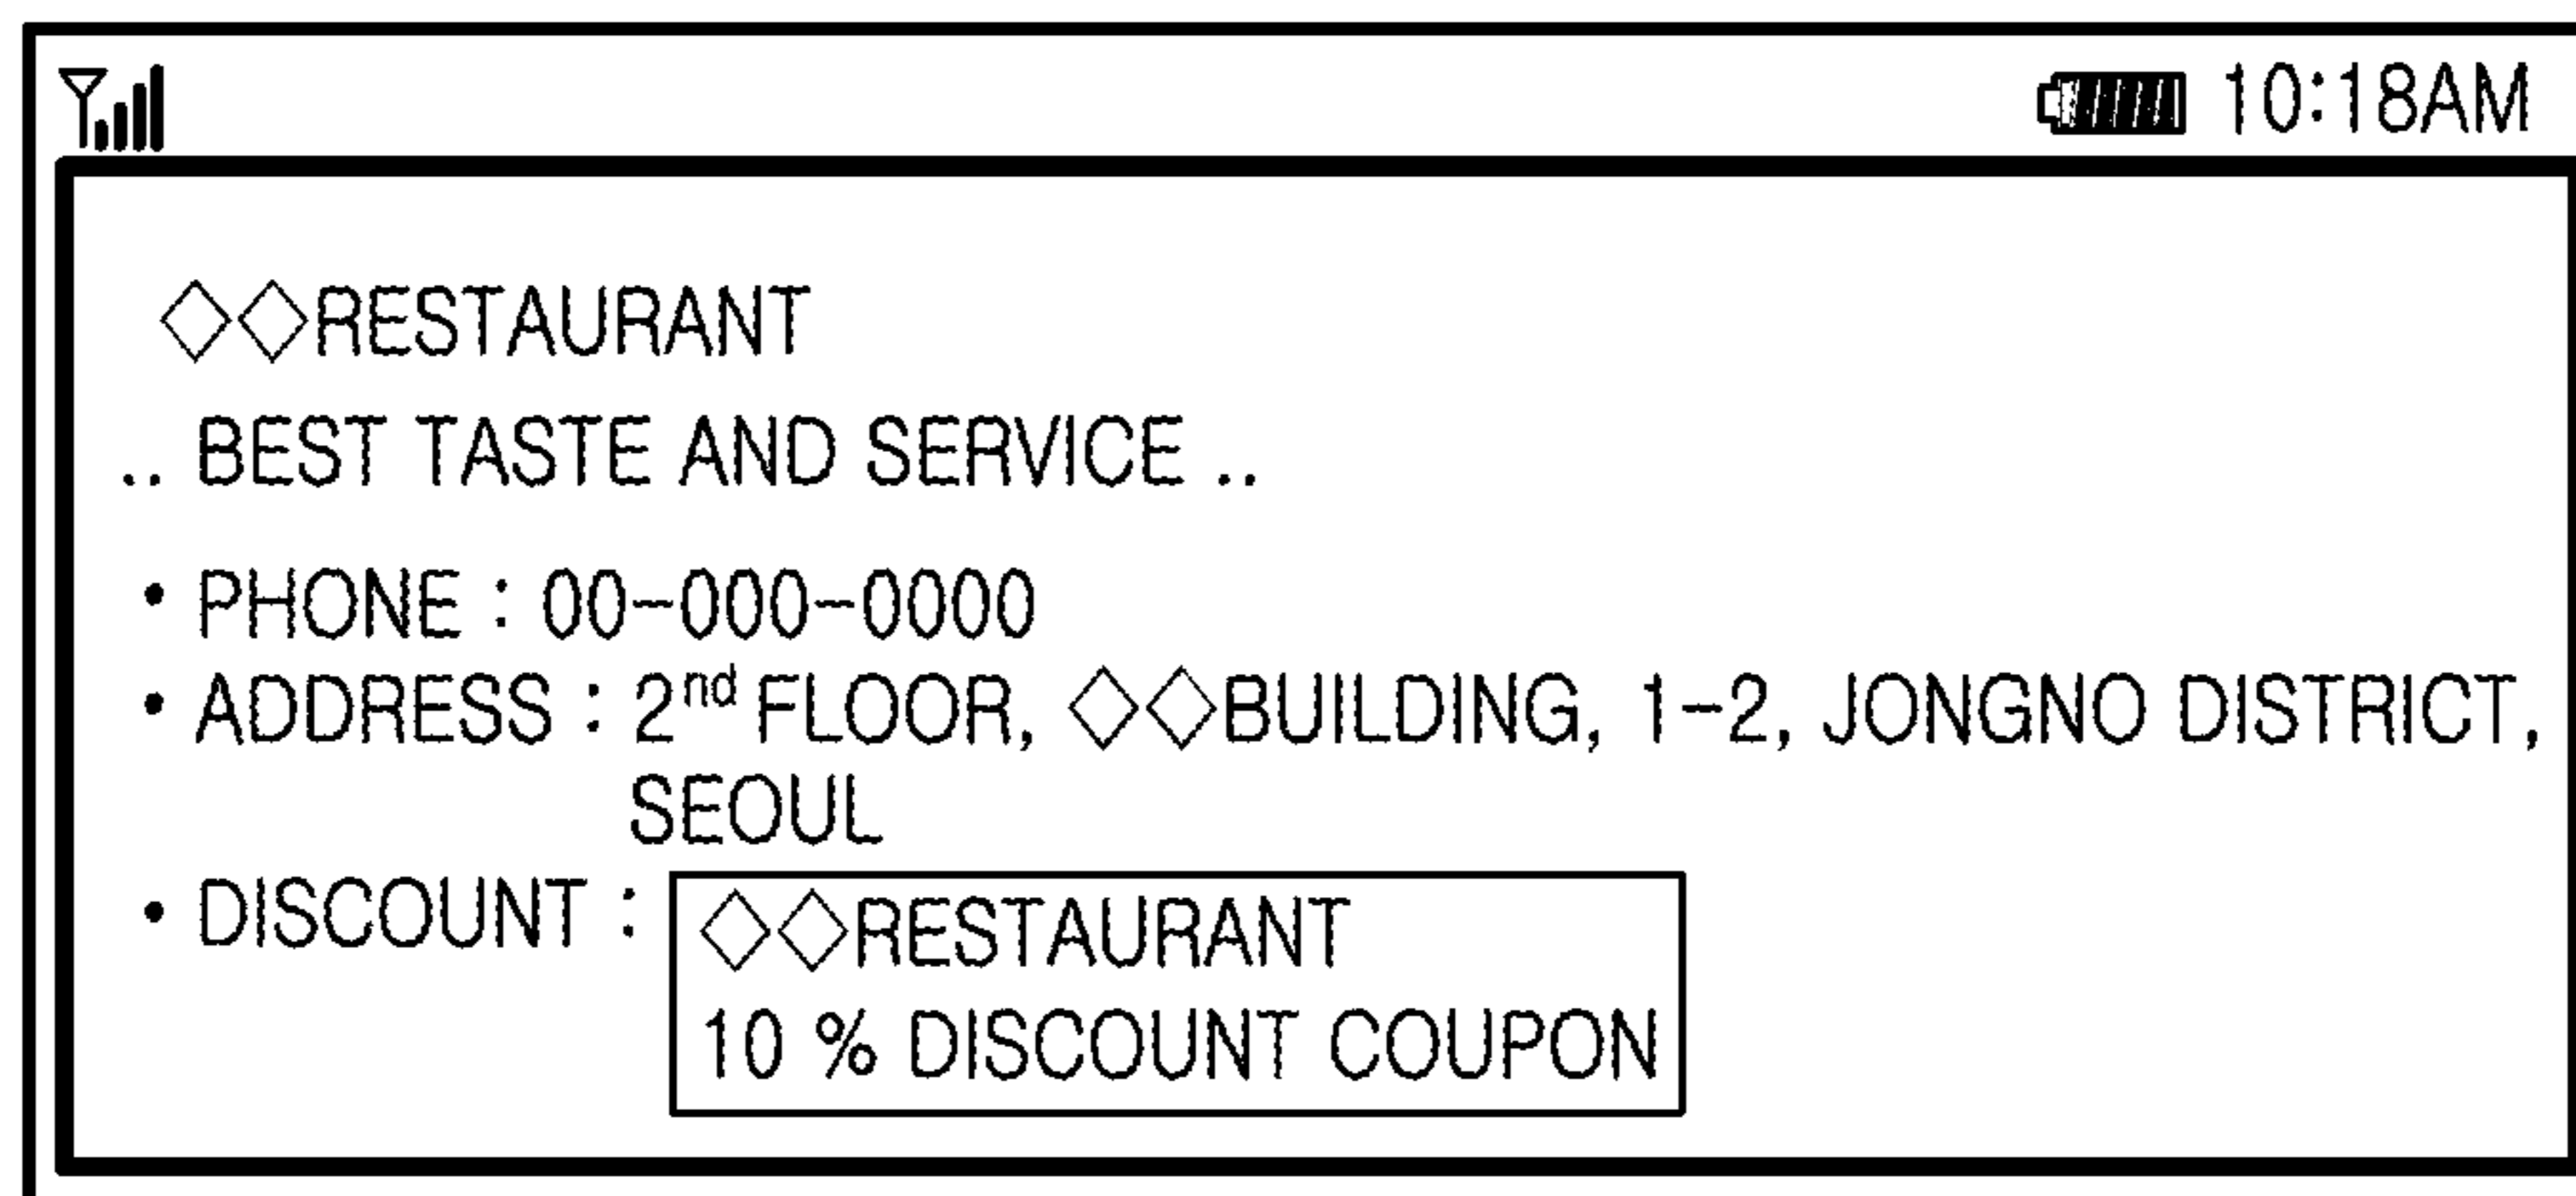 10:18AM
◇◇RESTAURANT
.. BEST TASTE AND SERVICE ..
• PHONE : 00-000-0000
• ADDRESS : 2nd FLOOR, ◇◇BUILDING, 1-2, JONGNO DISTRICT,
SEOUL
• DISCOUNT : ◇◇RESTAURANT
10 % DISCOUNT COUPON